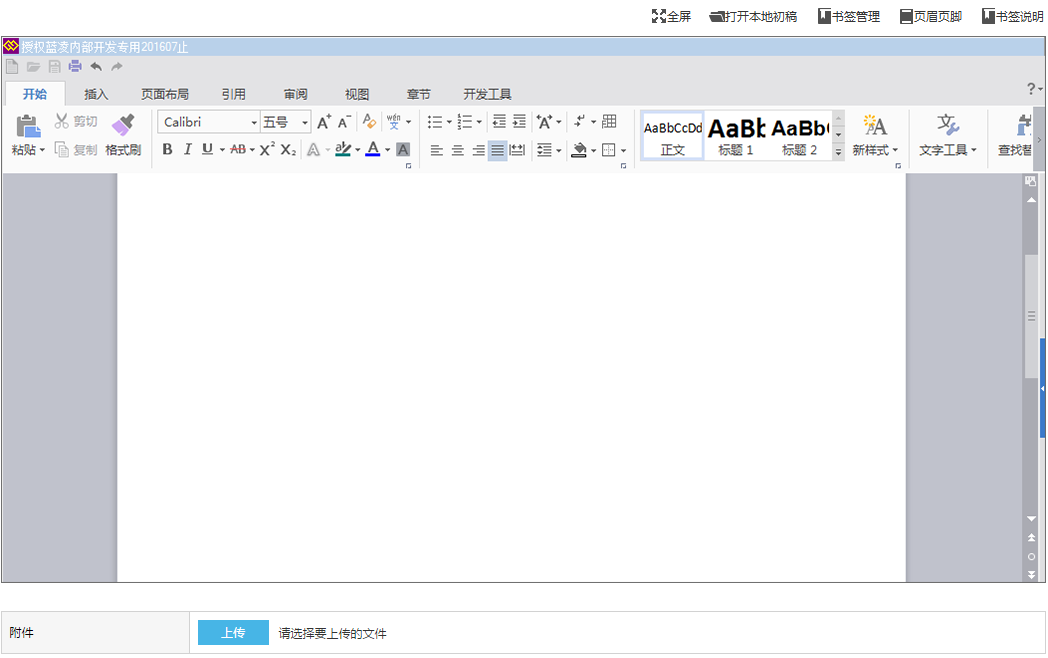 全屏 打开本地初稿 书签管理 页眉页脚 书签说明
授权蓝凌内部开发专用201607止
开始 插入 页面布局 引用 审阅 视图 章节 开发工具 ?
剪切 Calibri 五号 A+ A- wén 文 A AaBbCcDd AaBb AaBb
粘贴 复制 格式刷 B I U AB X² X₂ A ab A A 正文 标题 1 标题 2 新样式 文字工具 查找
附件 上传 请选择要上传的文件